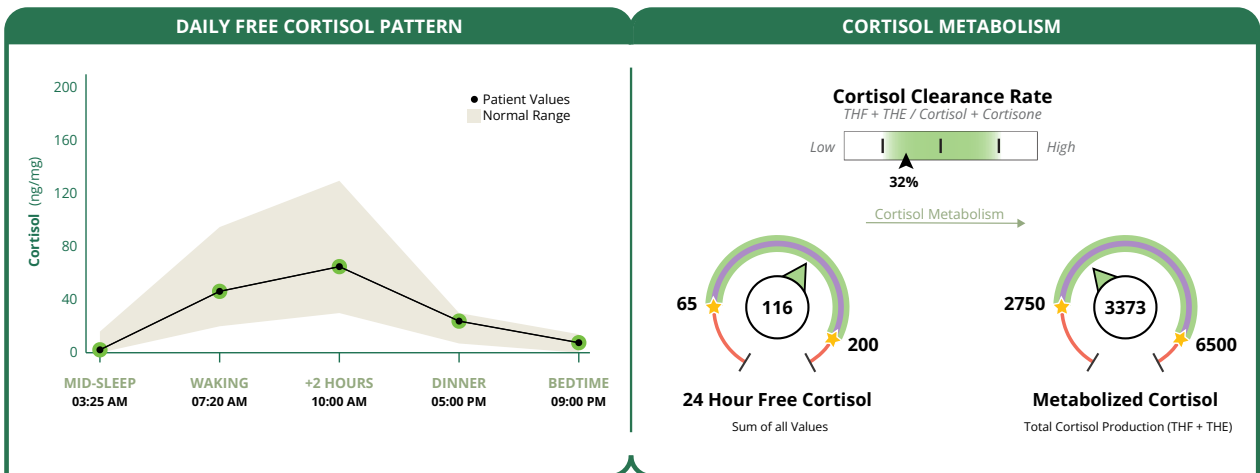 DAILY FREE CORTISOL PATTERN
200
160
120
80
40
0
Cortisol (ng/mg)
Patient Values
Normal Range
MID-SLEEP
03:25 AM
WAKING
07:20 AM
+2 HOURS
10:00 AM
DINNER
05:00 PM
BEDTIME
09:00 PM
CORTISOL METABOLISM
Cortisol Clearance Rate
THF + THE / Cortisol + Cortisone
Low
High
32%
Cortisol Metabolism
65
116
200
24 Hour Free Cortisol
Sum of all Values
2750
3373
6500
Metabolized Cortisol
Total Cortisol Production (THF + THE)